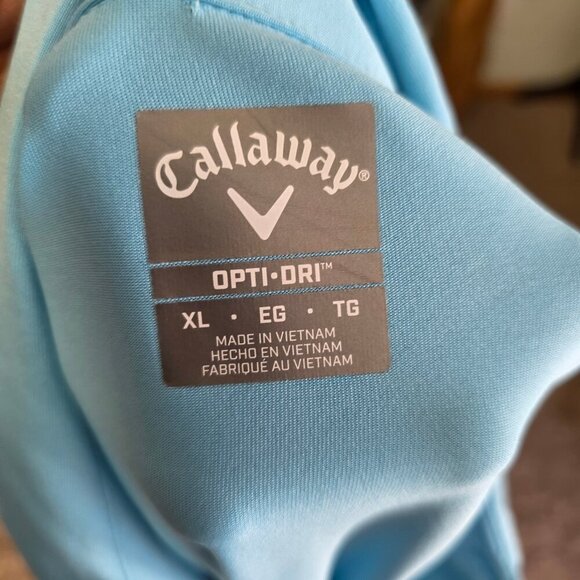 Callaway®
OPTI•DRI™
XL • EG • TG
MADE IN VIETNAM
HECHO EN VIETNAM
FABRIQUÉ AU VIETNAM